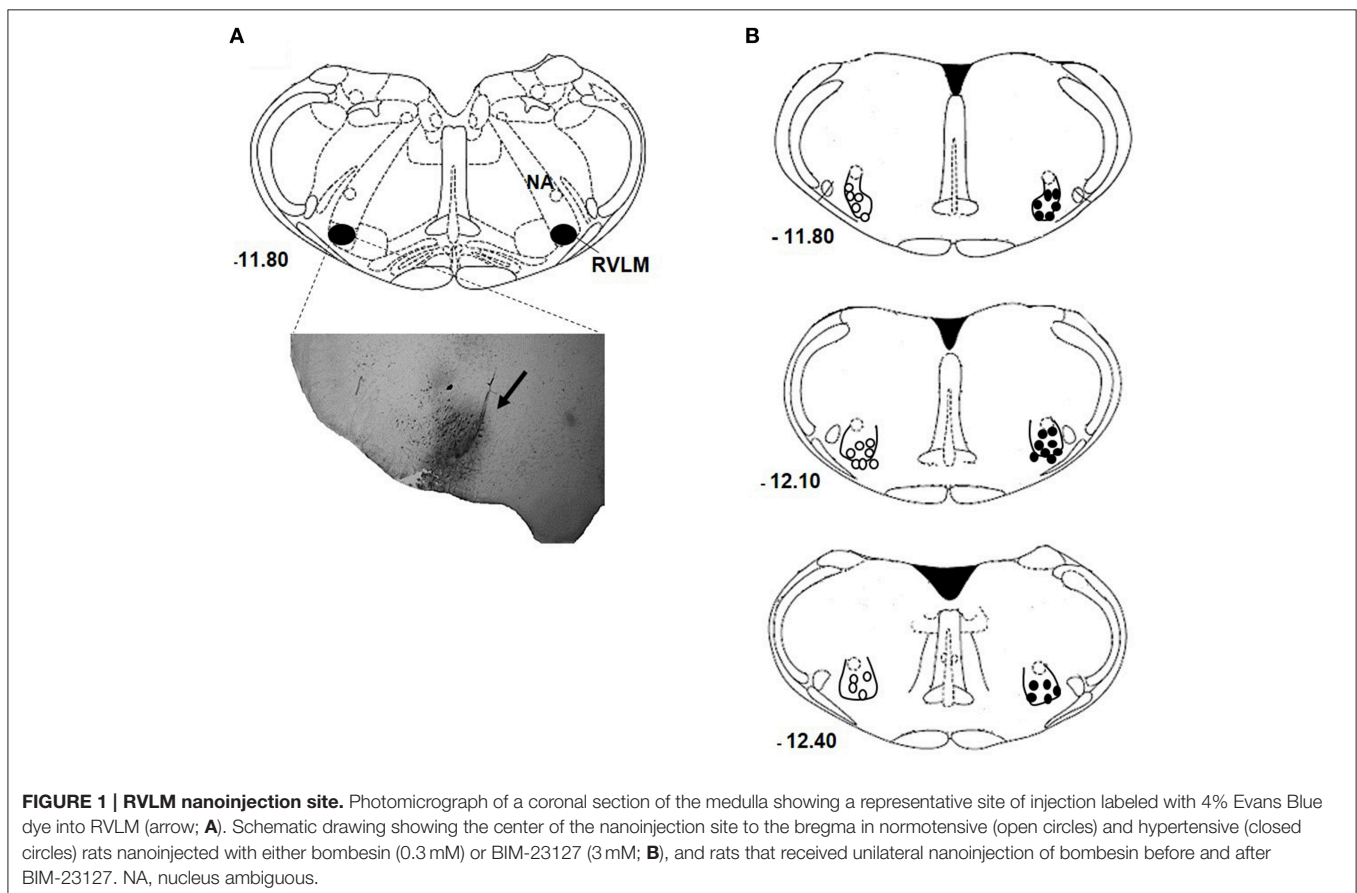 A
B
NA
-11.80
RVLM
- 11.80
- 12.10
- 12.40
FIGURE 1 | RVLM nanoinjection site. Photomicrograph of a coronal section of the medulla showing a representative site of injection labeled with 4% Evans Blue
dye into RVLM (arrow; A). Schematic drawing showing the center of the nanoinjection site to the bregma in normotensive (open circles) and hypertensive (closed
circles) rats nanoinjected with either bombesin (0.3 mM) or BIM-23127 (3 mM; B), and rats that received unilateral nanoinjection of bombesin before and after
BIM-23127. NA, nucleus ambiguous.